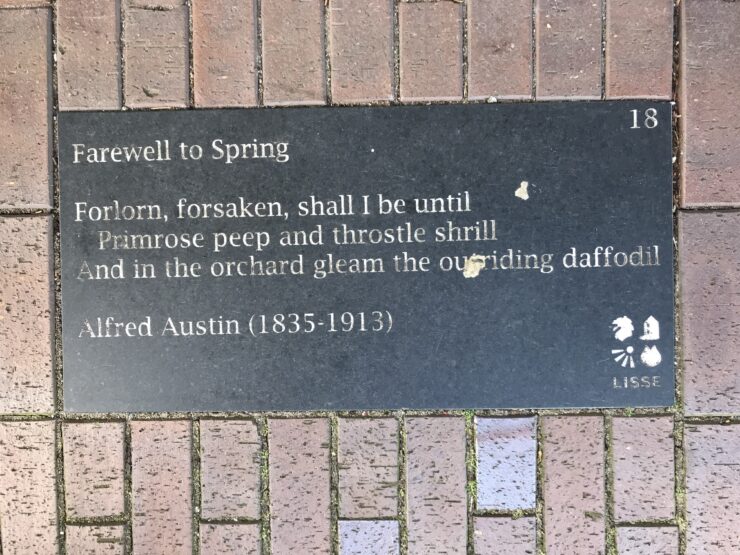 18
Farewell to Spring
Forlorn, forsaken, shall I be until
Primrose peep and throstle shrill
And in the orchard gleam the outriding daffodil
Alfred Austin (1835-1913)
LISSE